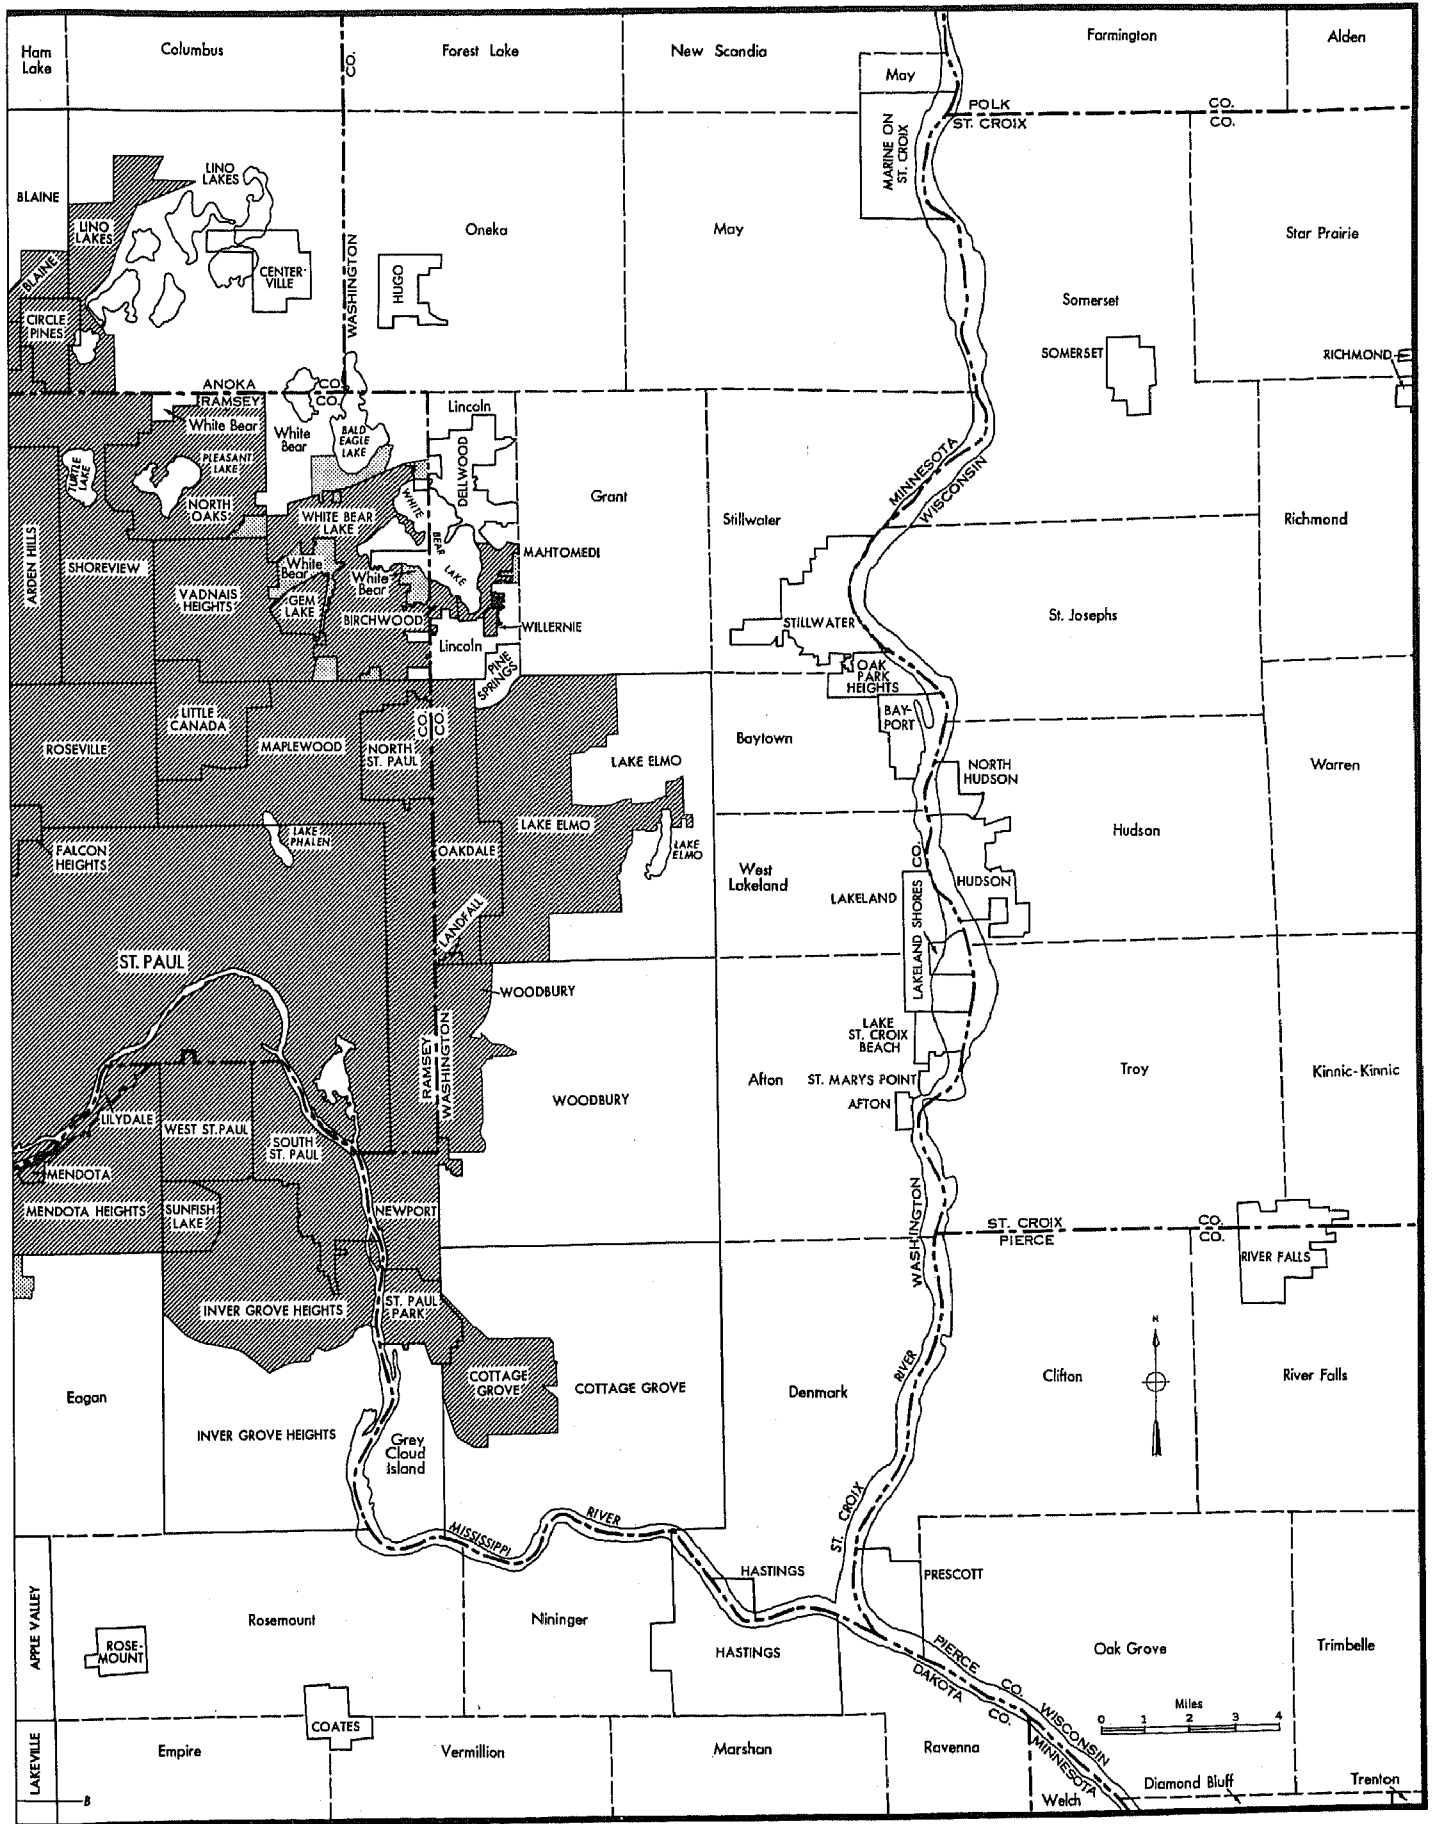 Ham
Lake
Columbus
CO.
Forest Lake
New Scandia
May
Farmington
Alden
POLK
CO.
ST. CROIX
CO.
MARINE ON
ST. CROIX
BLAINE
LINO
LAKES
LINO
LAKES
BLAINE
CIRCLE
PINES
CENTER-
VILLE
WASHINGTON
HUGO
Oneka
May
Star Prairie
Somerset
SOMERSET
RICHMOND
ANOKA
CO.
RAMSEY
CO.
White Bear
White
Bear
BALD
EAGLE
LAKE
Lincoln
DELLWOOD
TURTLE
LAKE
PLEASANT
LAKE
NORTH
OAKS
Grant
Stillwater
MINNESOTA
WISCONSIN
Richmond
ARDEN HILLS
SHOREVIEW
WHITE BEAR
LAKE
WHITE
BEAR
LAKE
MAHTOMEDI
White
Bear
White
Bear
VADNAIS
HEIGHTS
GEM
LAKE
BIRCHWOOD
WILLERNIE
Lincoln
PINE
SPRINGS
STILLWATER
St. Josephs
OAK
PARK
HEIGHTS
BAY-
PORT
LITTLE
CANADA
ROSEVILLE
MAPLEWOOD
NORTH
ST. PAUL
CO.
CO.
LAKE ELMO
Baytown
NORTH
HUDSON
Warren
LAKE
PHALEN
FALCON
HEIGHTS
OAKDALE
LAKE ELMO
LAKE
ELMO
Hudson
West
Lakeland
CO.
HUDSON
LAKELAND
LAKELAND SHORES
LANDFALL
ST. PAUL
WOODBURY
RAMSEY
WASHINGTON
LAKE
ST. CROIX
BEACH
Afton
ST. MARYS POINT
AFTON
Troy
Kinnic-Kinnic
WOODBURY
LILYDALE
WEST ST. PAUL
SOUTH
ST. PAUL
MENDOTA
MENDOTA HEIGHTS
SUNFISH
LAKE
NEWPORT
WASHINGTON
ST. CROIX
CO.
PIERCE
CO.
RIVER FALLS
INVER GROVE HEIGHTS
ST. PAUL
PARK
N
RIVER
Eagan
COTTAGE
GROVE
COTTAGE GROVE
Denmark
Clifton
River Falls
INVER GROVE HEIGHTS
Grey
Cloud
Island
ST. CROIX
MISSISSIPPI
RIVER
HASTINGS
PRESCOTT
APPLE VALLEY
Rosemount
Nininger
ROSE-
MOUNT
HASTINGS
PIERCE
CO.
DAKOTA
CO.
WISCONSIN
MINNESOTA
Oak Grove
Trimbelle
Miles
0 1 2 3 4
LAKEVILLE
COATES
Empire
Vermillion
Marshan
Ravenna
Diamond Bluff
Trenton
Welch
B